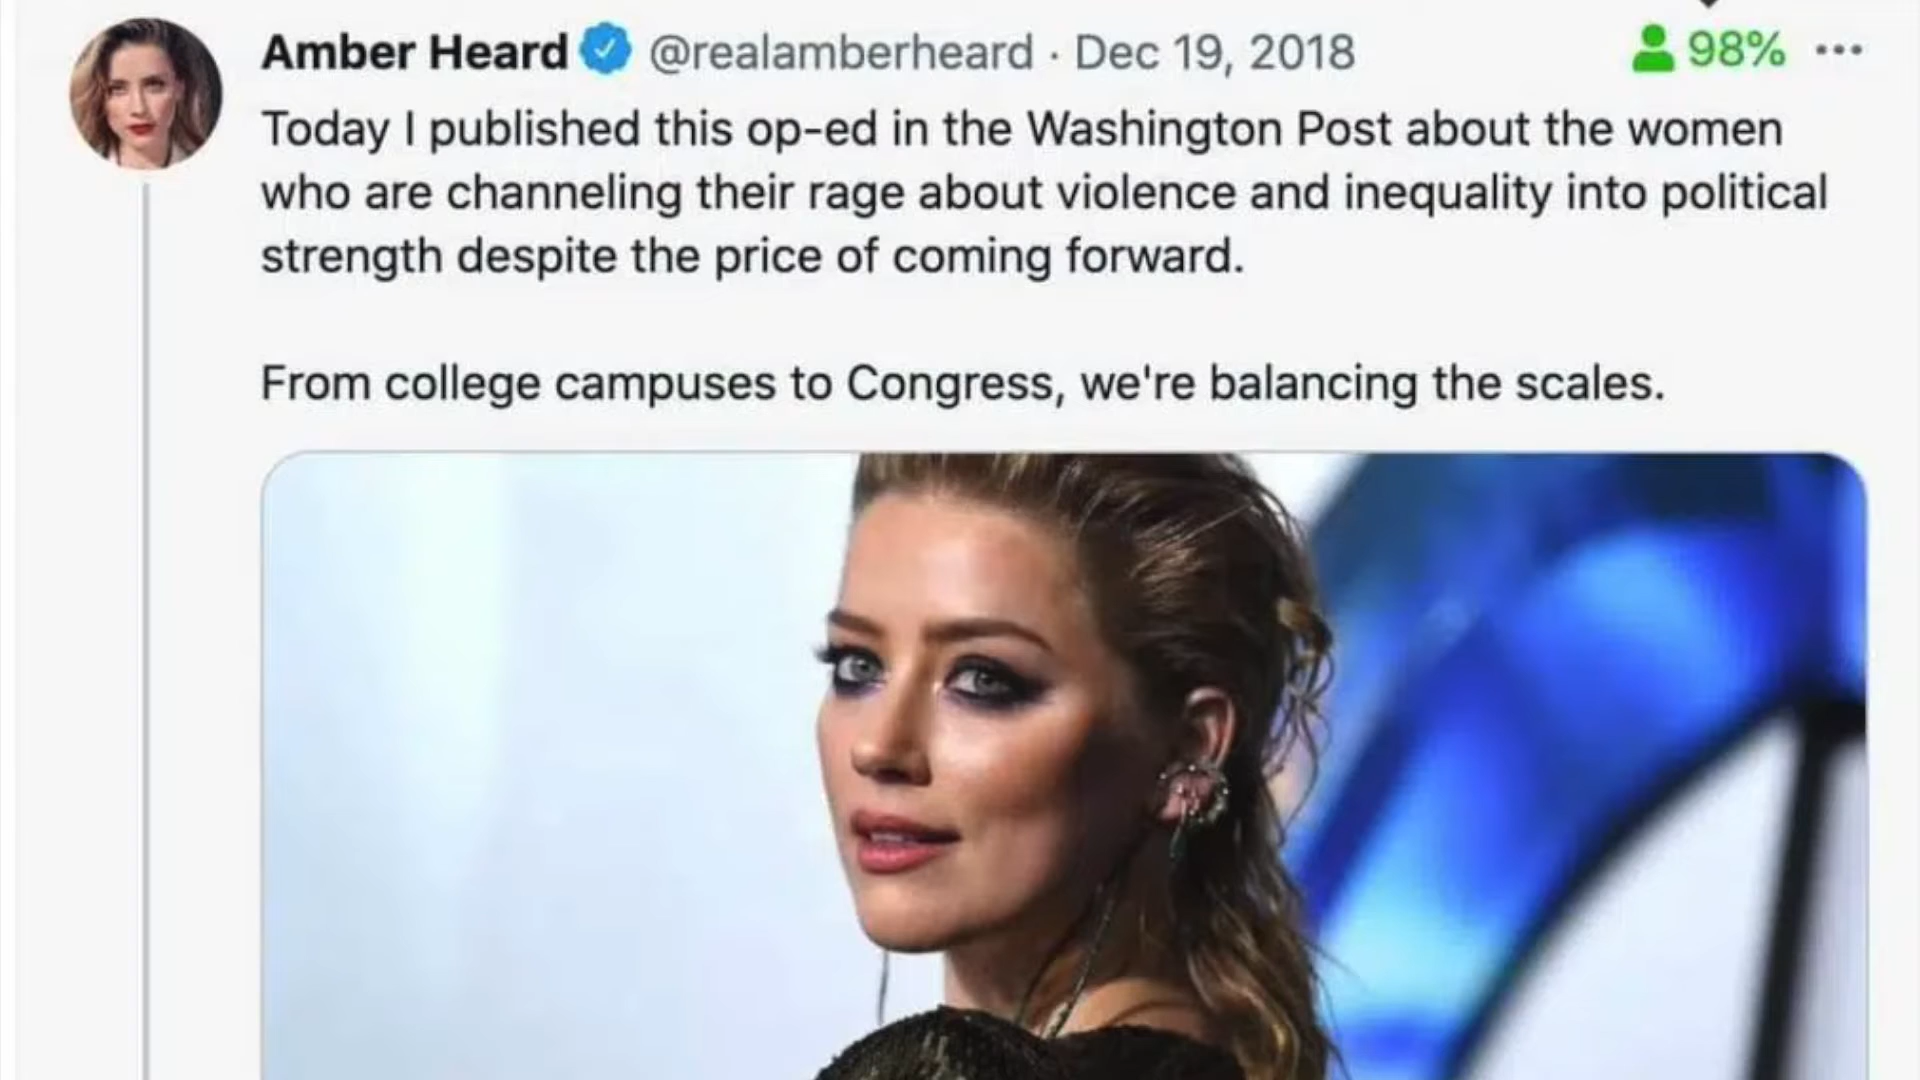 Amber Heard @realamberheard · Dec 19, 2018 98% ...
Today I published this op-ed in the Washington Post about the women
who are channeling their rage about violence and inequality into political
strength despite the price of coming forward.
From college campuses to Congress, we're balancing the scales.